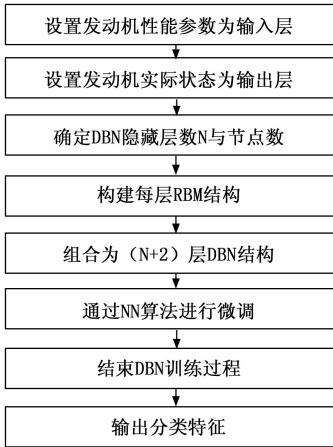 设置发动机性能参数为输入层
设置发动机实际状态为输出层
确定DBN隐藏层数N与节点数
构建每层RBM结构
组合为（N+2）层DBN结构
通过NN算法进行微调
结束DBN训练过程
输出分类特征